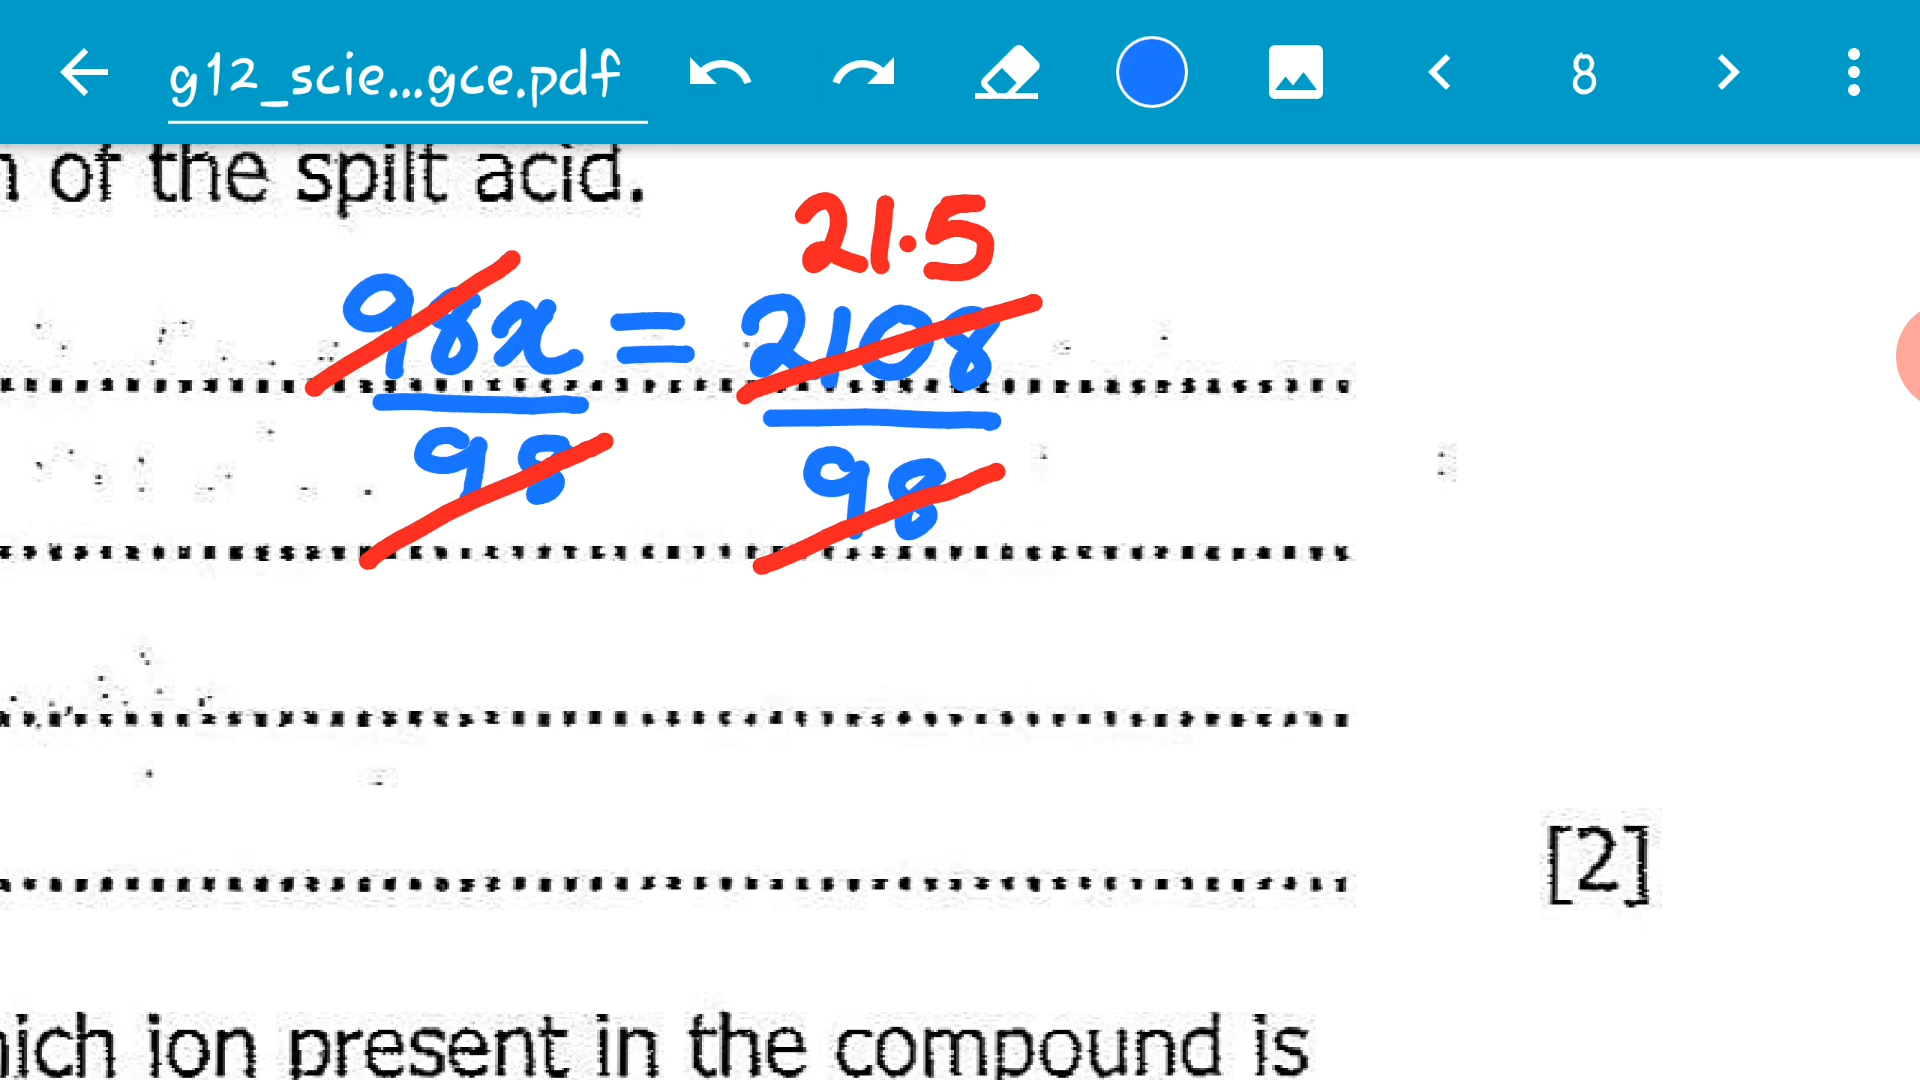 g12_scie...gce.pdf 8
of the spilt acid.
21.5
98x = 2108
98 98
[2]
ion present in the compound is